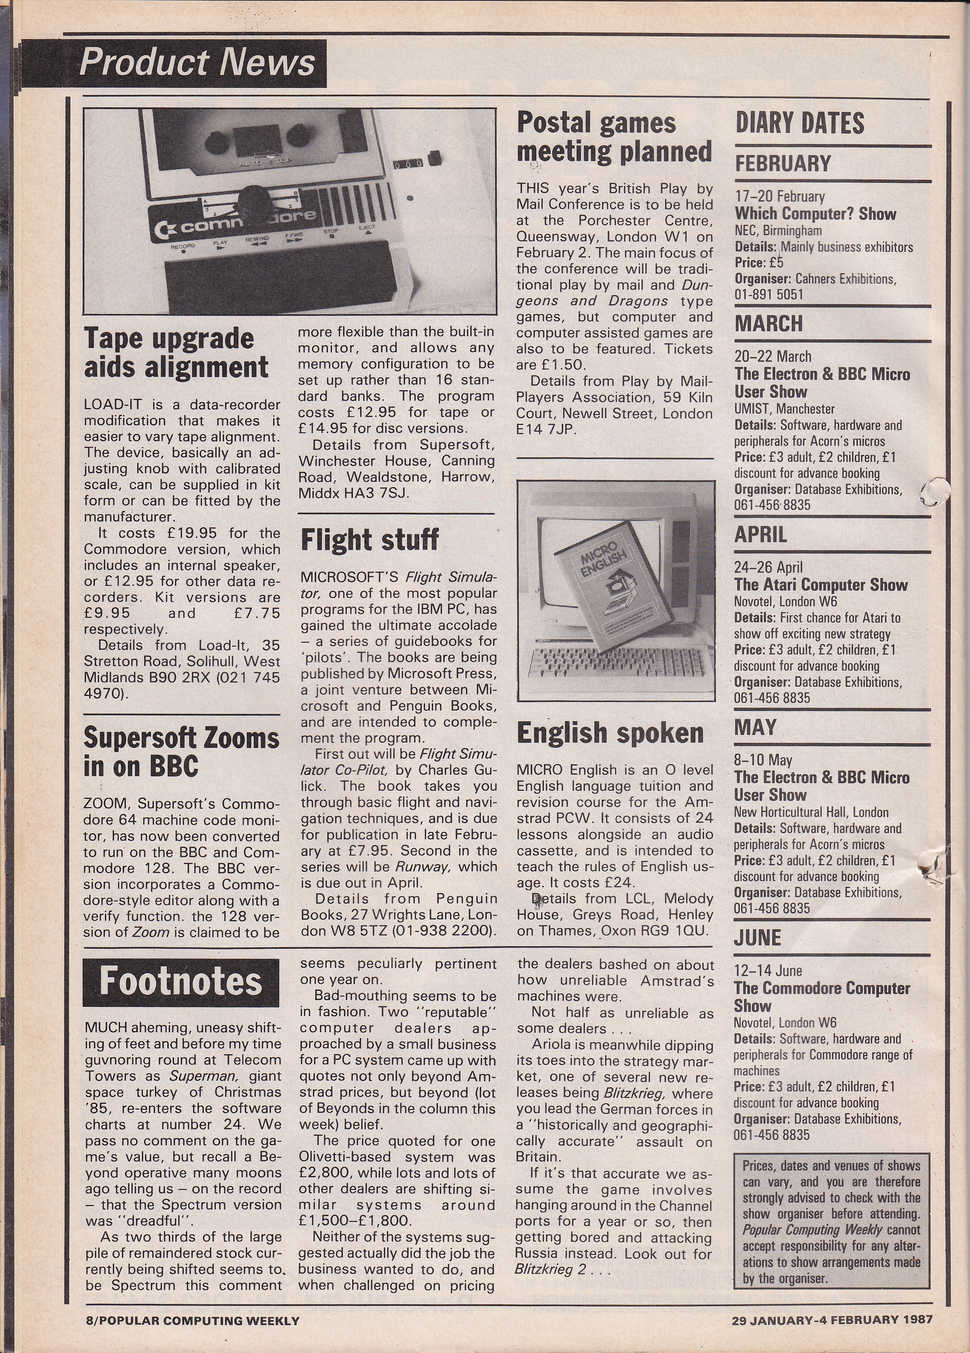 Product News
commodore
RECORD
PLAY
REWIND
F.FWD
STOP
EJECT
Tape upgrade
aids alignment
LOAD-IT is a data-recorder
modification that makes it
easier to vary tape alignment.
The device, basically an ad-
justing knob with calibrated
scale, can be supplied in kit
form or can be fitted by the
manufacturer.
It costs £19.95 for the
Commodore version, which
includes an internal speaker,
or £12.95 for other data re-
corders. Kit versions are
£9.95 and £7.75
respectively.
Details from Load-It, 35
Stretton Road, Solihull, West
Midlands B90 2RX (021 745
4970).
Supersoft Zooms
in on BBC
ZOOM, Supersoft's Commo-
dore 64 machine code moni-
tor, has now been converted
to run on the BBC and Com-
modore 128. The BBC ver-
sion incorporates a Commo-
dore-style editor along with a
verify function. the 128 ver-
sion of Zoom is claimed to be
more flexible than the built-in
monitor, and allows any
memory configuration to be
set up rather than 16 stan-
dard banks. The program
costs £12.95 for tape or
£14.95 for disc versions.
Details from Supersoft,
Winchester House, Canning
Road, Wealdstone, Harrow,
Middx HA3 7SJ.
Flight stuff
MICROSOFT'S Flight Simula-
tor, one of the most popular
programs for the IBM PC, has
gained the ultimate accolade
– a series of guidebooks for
'pilots'. The books are being
published by Microsoft Press,
a joint venture between Mi-
crosoft and Penguin Books,
and are intended to comple-
ment the program.
First out will be Flight Simu-
lator Co-Pilot, by Charles Gu-
lick. The book takes you
through basic flight and navi-
gation techniques, and is due
for publication in late Febru-
ary at £7.95. Second in the
series will be Runway, which
is due out in April.
Details from Penguin
Books, 27 Wrights Lane, Lon-
don W8 5TZ (01-938 2200).
Postal games
meeting planned
THIS year's British Play by
Mail Conference is to be held
at the Porchester Centre,
Queensway, London W1 on
February 2. The main focus of
the conference will be tradi-
tional play by mail and Dun-
geons and Dragons type
games, but computer and
computer assisted games are
also to be featured. Tickets
are £1.50.
Details from Play by Mail-
Players Association, 59 Kiln
Court, Newell Street, London
E14 7JP.
MICRO
ENGLISH
English spoken
MICRO English is an O level
English language tuition and
revision course for the Am-
strad PCW. It consists of 24
lessons alongside an audio
cassette, and is intended to
teach the rules of English us-
age. It costs £24.
Details from LCL, Melody
House, Greys Road, Henley
on Thames, Oxon RG9 1QU.
Footnotes
MUCH aheming, uneasy shift-
ing of feet and before my time
guvnoring round at Telecom
Towers as Superman, giant
space turkey of Christmas
'85, re-enters the software
charts at number 24. We
pass no comment on the ga-
me's value, but recall a Be-
yond operative many moons
ago telling us – on the record
– that the Spectrum version
was "dreadful".
As two thirds of the large
pile of remaindered stock cur-
rently being shifted seems to
be Spectrum this comment
seems peculiarly pertinent
one year on.
Bad-mouthing seems to be
in fashion. Two "reputable"
computer dealers ap-
proached by a small business
for a PC system came up with
quotes not only beyond Am-
strad prices, but beyond (lot
of Beyonds in the column this
week) belief.
The price quoted for one
Olivetti-based system was
£2,800, while lots and lots of
other dealers are shifting si-
milar systems around
£1,500–£1,800.
Neither of the systems sug-
gested actually did the job the
business wanted to do, and
when challenged on pricing
the dealers bashed on about
how unreliable Amstrad's
machines were.
Not half as unreliable as
some dealers . . .
Ariola is meanwhile dipping
its toes into the strategy mar-
ket, one of several new re-
leases being Blitzkrieg, where
you lead the German forces in
a "historically and geographi-
cally accurate" assault on
Britain.
If it's that accurate we as-
sume the game involves
hanging around in the Channel
ports for a year or so, then
getting bored and attacking
Russia instead. Look out for
Blitzkrieg 2 . . .
DIARY DATES
FEBRUARY
17–20 February
Which Computer? Show
NEC, Birmingham
Details: Mainly business exhibitors
Price: £5
Organiser: Cahners Exhibitions,
01-891 5051
MARCH
20–22 March
The Electron & BBC Micro
User Show
UMIST, Manchester
Details: Software, hardware and
peripherals for Acorn's micros
Price: £3 adult, £2 children, £1
discount for advance booking
Organiser: Database Exhibitions,
061-456 8835
APRIL
24–26 April
The Atari Computer Show
Novotel, London W6
Details: First chance for Atari to
show off exciting new strategy
Price: £3 adult, £2 children, £1
discount for advance booking
Organiser: Database Exhibitions,
061-456 8835
MAY
8–10 May
The Electron & BBC Micro
User Show
New Horticultural Hall, London
Details: Software, hardware and
peripherals for Acorn's micros
Price: £3 adult, £2 children, £1
discount for advance booking
Organiser: Database Exhibitions,
061-456 8835
JUNE
12–14 June
The Commodore Computer
Show
Novotel, London W6
Details: Software, hardware and
peripherals for Commodore range of
machines
Price: £3 adult, £2 children, £1
discount for advance booking
Organiser: Database Exhibitions,
061-456 8835
Prices, dates and venues of shows
can vary, and you are therefore
strongly advised to check with the
show organiser before attending.
Popular Computing Weekly cannot
accept responsibility for any alter-
ations to show arrangements made
by the organiser.
8/POPULAR COMPUTING WEEKLY
29 JANUARY–4 FEBRUARY 1987